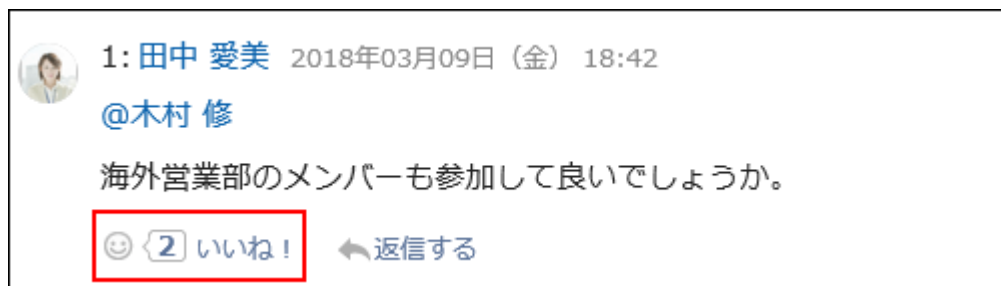 1: 田中 愛美 2018年03月09日（金） 18:42
@木村 修
海外営業部のメンバーも参加して良いでしょうか。
2 いいね！ 返信する